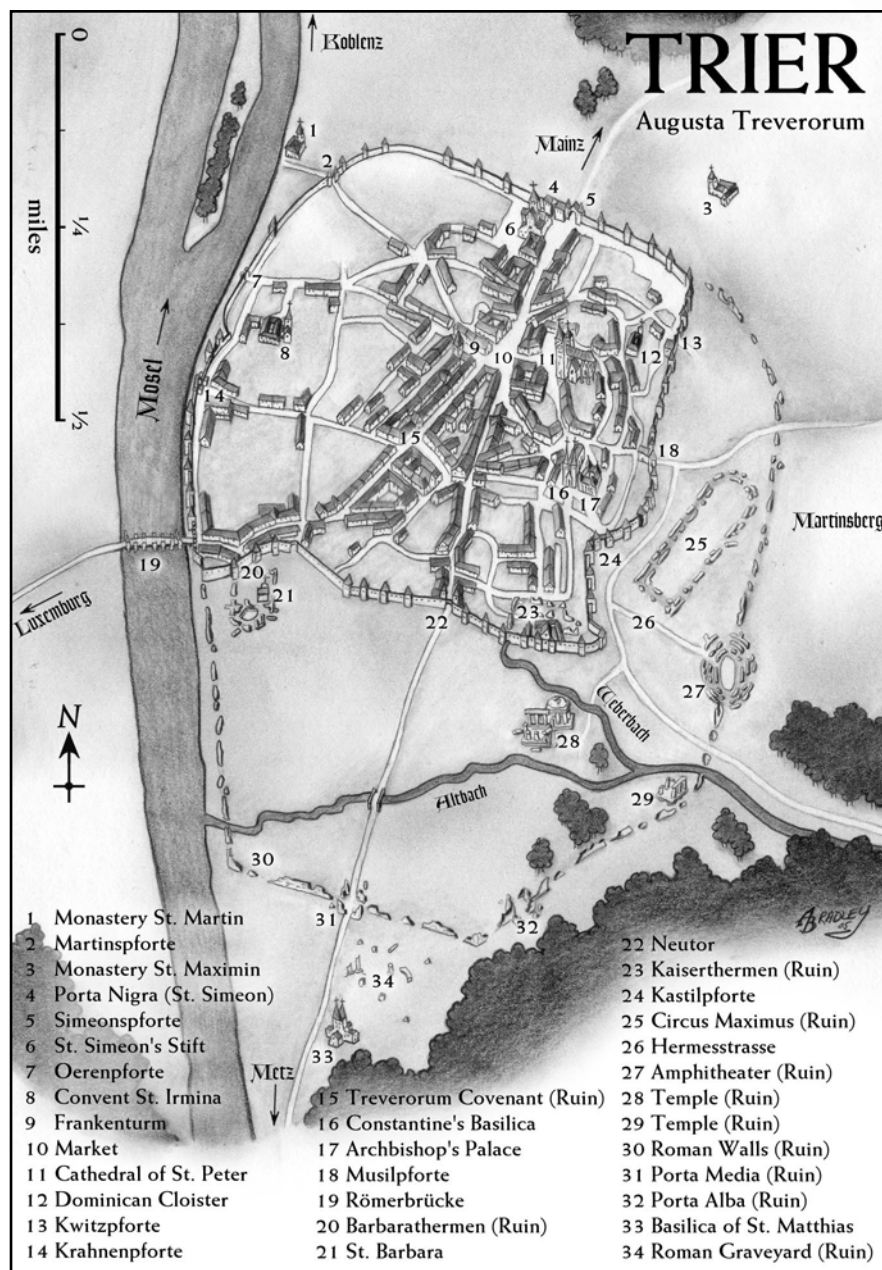 TRIER
Augusta Treverorum
0
¼
½
miles
Koblenz
Mainz
Mosel
Martinsberg
Luxemburg
N
Weberbach
Altbach
Metz
1
2
3
4
5
6
7
8
9
10
11
12
13
14
15
16
17
18
19
20
21
22
23
24
25
26
27
28
29
30
31
32
33
34
ABRADLEY
05
1 Monastery St. Martin
2 Martinspforte
3 Monastery St. Maximin
4 Porta Nigra (St. Simeon)
5 Simeonspforte
6 St. Simeon's Stift
7 Oerenpforte
8 Convent St. Irmina
9 Frankenturm
10 Market
11 Cathedral of St. Peter
12 Dominican Cloister
13 Kwitzpforte
14 Krahnenpforte
15 Treverorum Covenant (Ruin)
16 Constantine's Basilica
17 Archbishop's Palace
18 Musilpforte
19 Römerbrücke
20 Barbarathermen (Ruin)
21 St. Barbara
22 Neutor
23 Kaiserthermen (Ruin)
24 Kastilpforte
25 Circus Maximus (Ruin)
26 Hermesstrasse
27 Amphitheater (Ruin)
28 Temple (Ruin)
29 Temple (Ruin)
30 Roman Walls (Ruin)
31 Porta Media (Ruin)
32 Porta Alba (Ruin)
33 Basilica of St. Matthias
34 Roman Graveyard (Ruin)